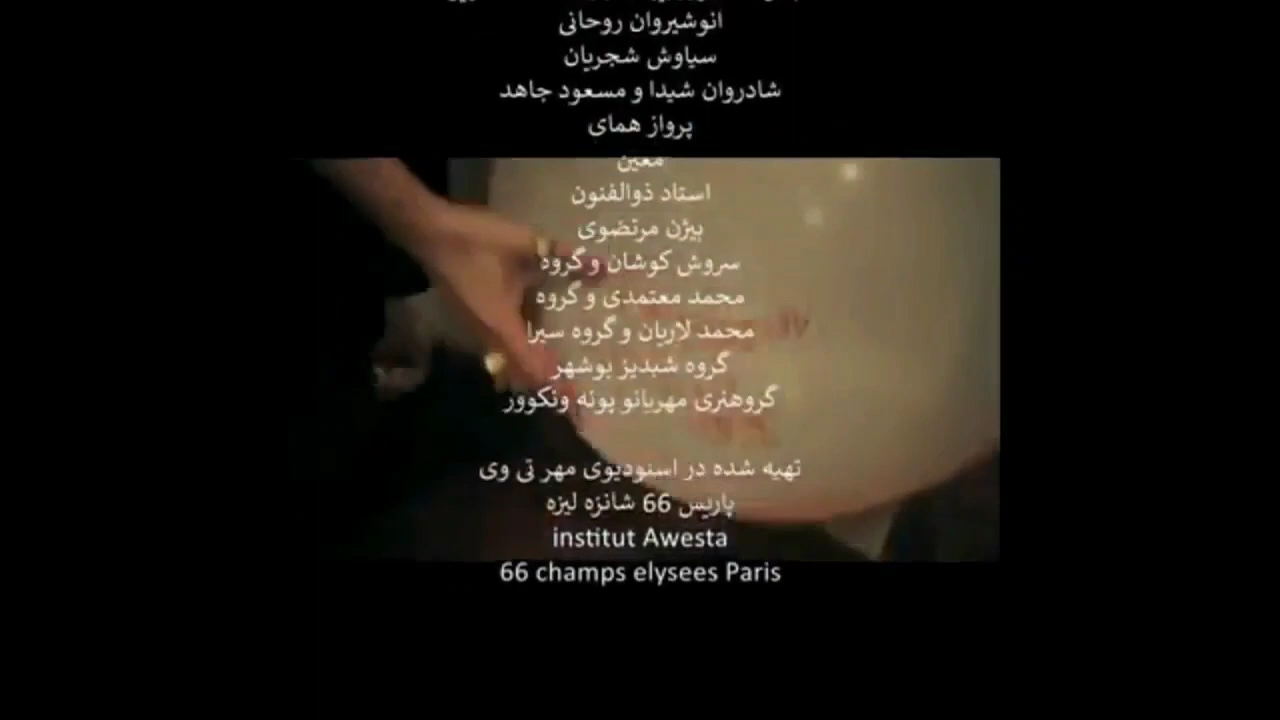 انوشیروان روحانی
سیاوش شجریان
شادروان شیدا و مسعود جاهد
پرواز همای
معین
استاد ذوالفنون
بیژن مرتضوی
سروش کوشان و گروه
محمد معتمدی و گروه
محمد لاریان و گروه سیرا
گروه شبدیز بوشهر
گروهنری مهربانو پونه ونکوور
تهیه شده در استودیوی مهر تی وی
پاریس 66 شانزه لیزه
institut Awesta
66 champs elysees Paris